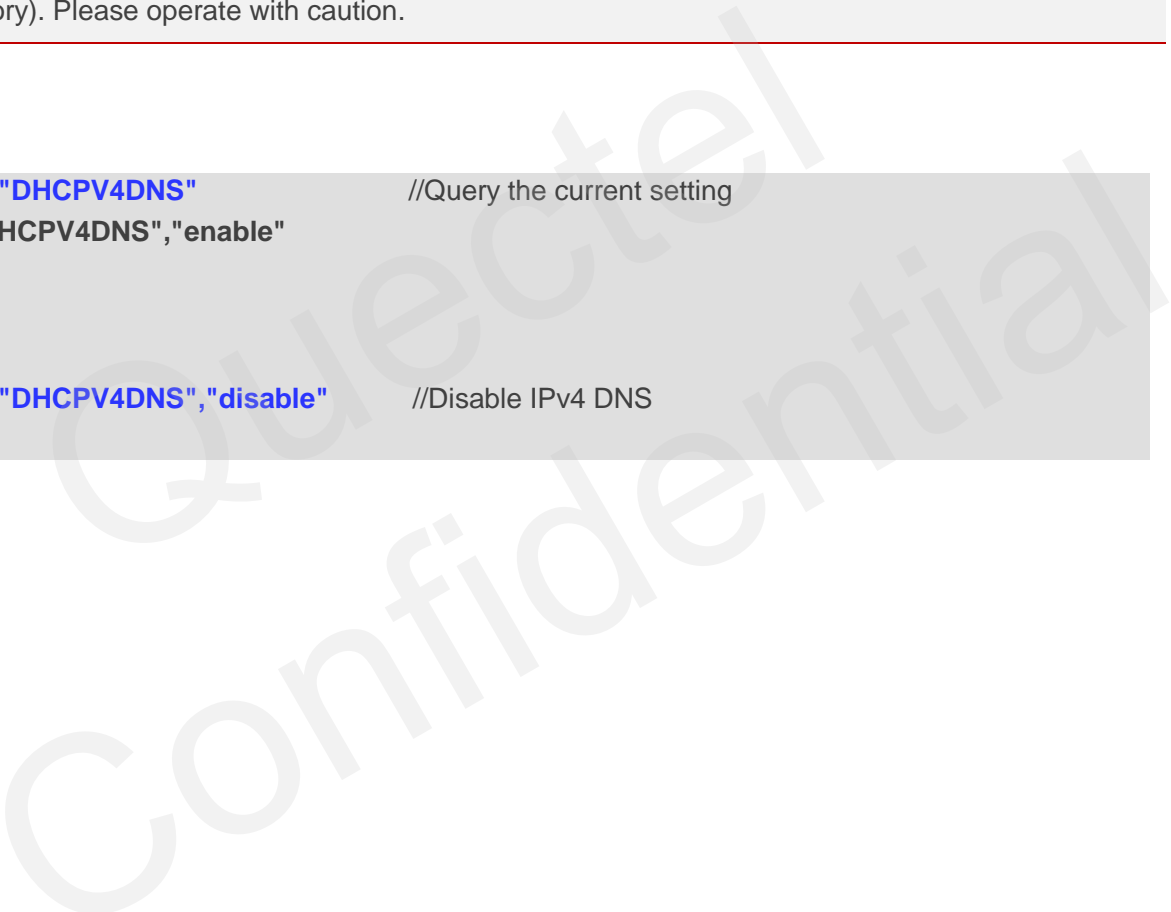 ory). Please operate with caution.
"DHCPV4DNS" //Query the current setting
HCPV4DNS","enable"
"DHCPV4DNS","disable" //Disable IPv4 DNS
Quectel
Confidential